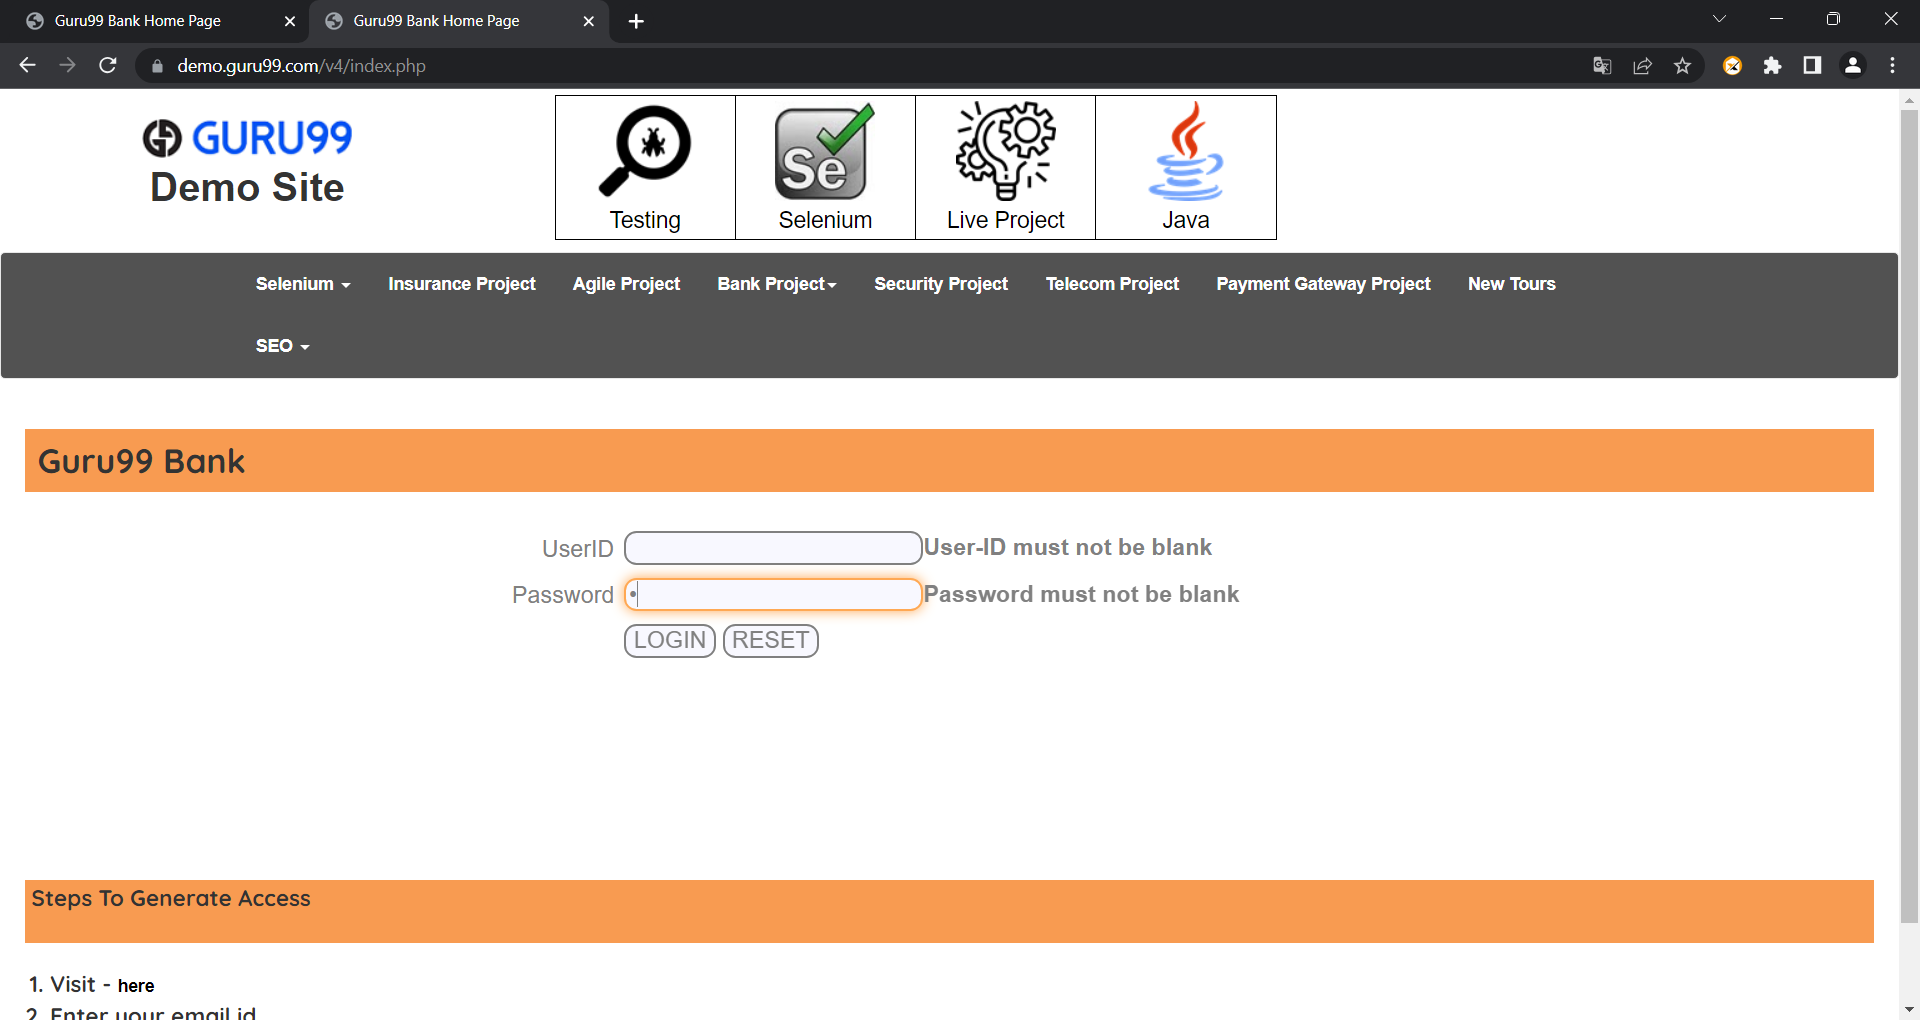 Guru99 Bank Home Page
Guru99 Bank Home Page
demo.guru99.com/v4/index.php
GURU99
Demo Site
Testing
Se
Selenium
Live Project
Java
Selenium
Insurance Project
Agile Project
Bank Project
Security Project
Telecom Project
Payment Gateway Project
New Tours
SEO
Guru99 Bank
UserID
User-ID must not be blank
Password
Password must not be blank
LOGIN
RESET
Steps To Generate Access
1. Visit - here
2. Enter your email id